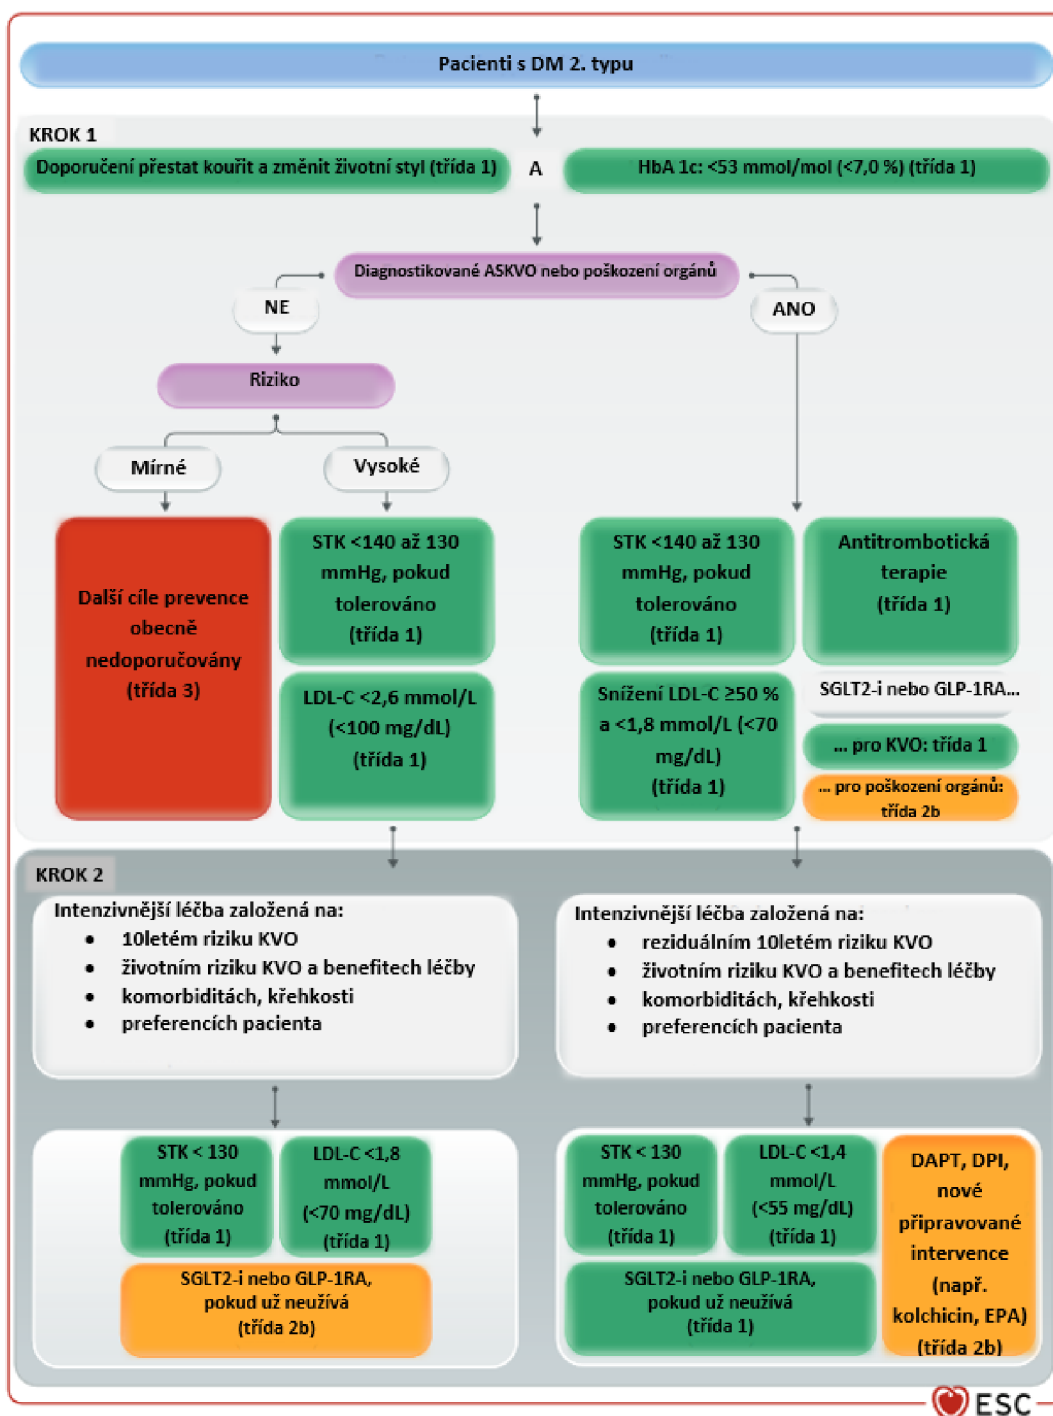 Pacienti s DM 2. typu
KROK 1
Doporučení přestat kouřit a změnit životní styl (třída 1)
A
HbA 1c: <53 mmol/mol (<7,0 %) (třída 1)
Diagnostikované ASKVO nebo poškození orgánů
NE
ANO
Riziko
Mírné
Vysoké
Další cíle prevence
obecně
nedoporučovány
(třída 3)
STK <140 až 130
mmHg, pokud
tolerováno
(třída 1)
LDL-C <2,6 mmol/L
(<100 mg/dL)
(třída 1)
STK <140 až 130
mmHg, pokud
tolerováno
(třída 1)
Snížení LDL-C ≥50 %
a <1,8 mmol/L (<70
mg/dL)
(třída 1)
Antitrombotická
terapie
(třída 1)
SGLT2-i nebo GLP-1RA...
... pro KVO: třída 1
... pro poškození orgánů:
třída 2b
KROK 2
Intenzivnější léčba založená na:
• 10letém riziku KVO
• životním riziku KVO a benefitech léčby
• komorbiditách, křehkosti
• preferencích pacienta
Intenzivnější léčba založená na:
• reziduálním 10letém riziku KVO
• životním riziku KVO a benefitech léčby
• komorbiditách, křehkosti
• preferencích pacienta
STK < 130
mmHg, pokud
tolerováno
(třída 1)
LDL-C <1,8
mmol/L
(<70 mg/dL)
(třída 1)
SGLT2-i nebo GLP-1RA,
pokud už neužívá
(třída 2b)
STK < 130
mmHg, pokud
tolerováno
(třída 1)
LDL-C <1,4
mmol/L
(<55 mg/dL)
(třída 1)
SGLT2-i nebo GLP-1RA,
pokud už neužívá
(třída 1)
DAPT, DPI,
nové
připravované
intervence
(např.
kolchicin, EPA)
(třída 2b)
ESC